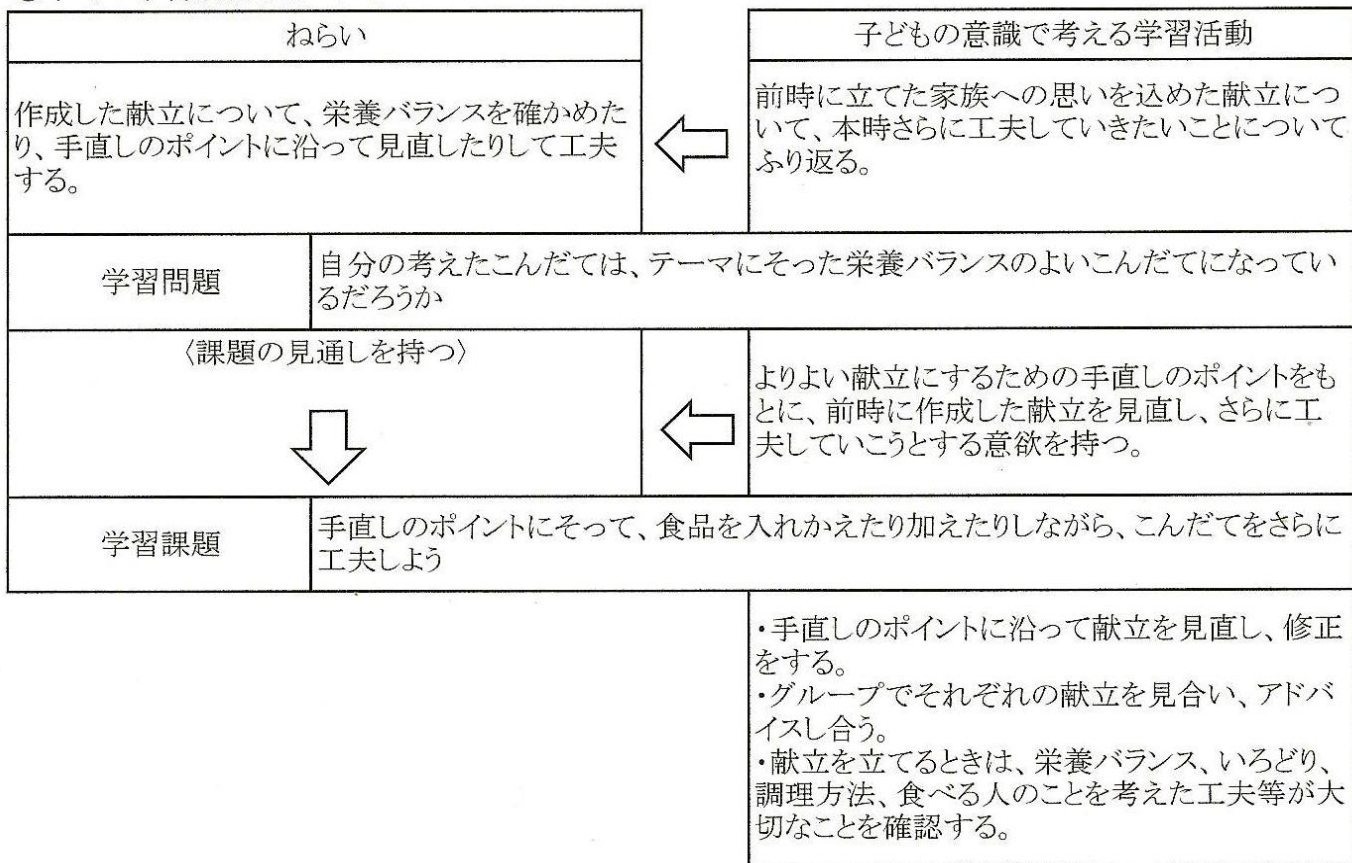 ねらい
子どもの意識で考える学習活動
作成した献立について、栄養バランスを確かめた
り、手直しのポイントに沿って見直したりして工夫
する。
前時に立てた家族への思いを込めた献立につ
いて、本時さらに工夫していきたいことについて
ふり返る。
学習問題
自分の考えたこんだては、テーマにそった栄養バランスのよいこんだてになってい
るだろうか
〈課題の見通しを持つ〉
よりよい献立にするための手直しのポイントをも
とに、前時に作成した献立を見直し、さらに工
夫していこうとする意欲を持つ。
学習課題
手直しのポイントにそって、食品を入れかえたり加えたりしながら、こんだてをさらに
工夫しよう
・手直しのポイントに沿って献立を見直し、修正
をする。
・グループでそれぞれの献立を見合い、アドバ
イスし合う。
・献立を立てるときは、栄養バランス、いろどり、
調理方法、食べる人のことを考えた工夫等が大
切なことを確認する。